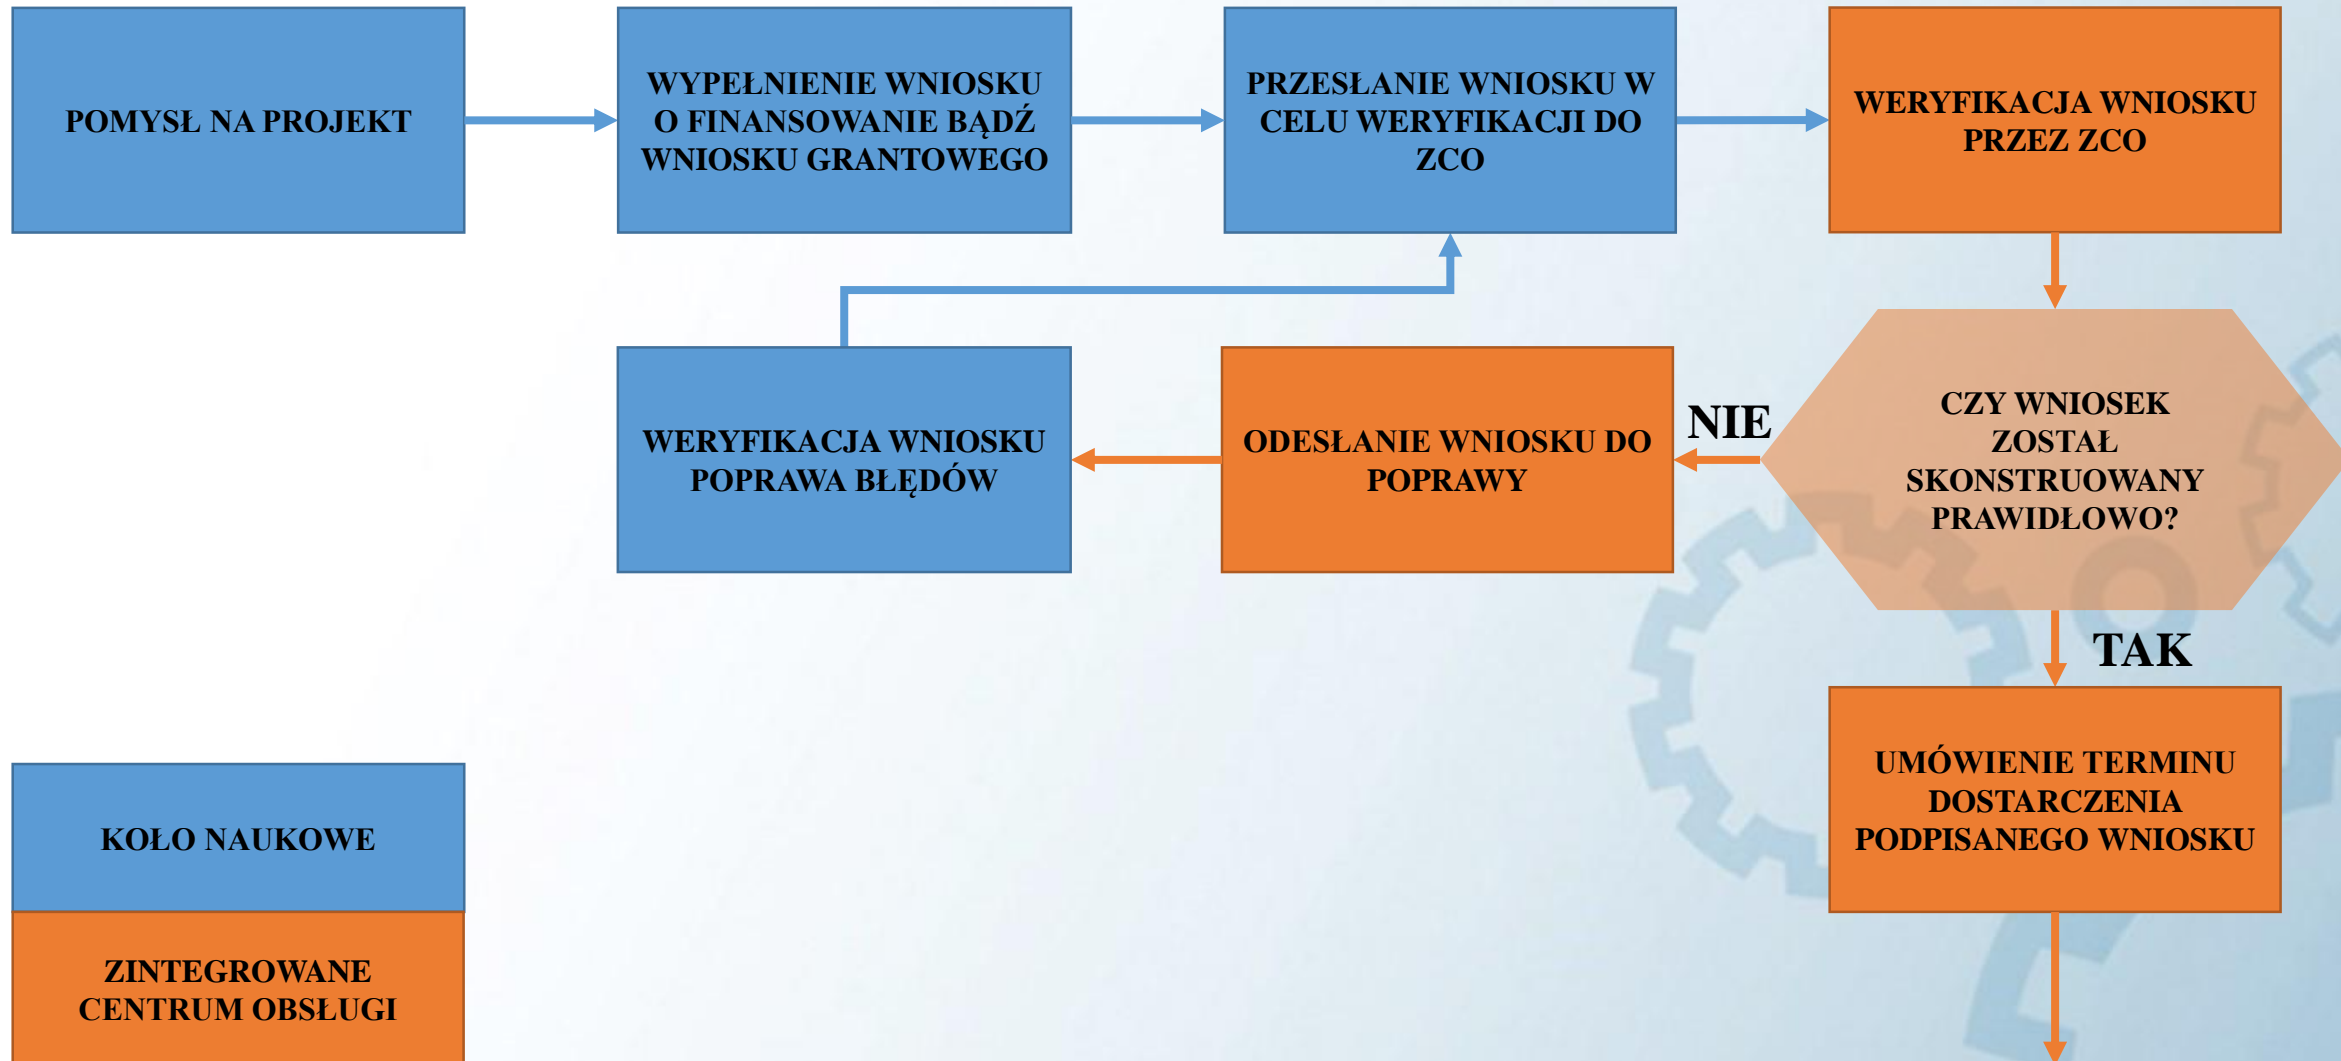 POMYSŁ NA PROJEKT
WYPEŁNIENIE WNIOSKU
O FINANSOWANIE BĄDŹ
WNIOSKU GRANTOWEGO
PRZESŁANIE WNIOSKU W
CELU WERYFIKACJI DO
ZCO
WERYFIKACJA WNIOSKU
PRZEZ ZCO
CZY WNIOSEK
ZOSTAŁ
SKONSTRUOWANY
PRAWIDŁOWO?
NIE
ODESŁANIE WNIOSKU DO
POPRAWY
WERYFIKACJA WNIOSKU
POPRAWA BŁĘDÓW
TAK
UMÓWIENIE TERMINU
DOSTARCZENIA
PODPISANEGO WNIOSKU
KOŁO NAUKOWE
ZINTEGROWANE
CENTRUM OBSŁUGI